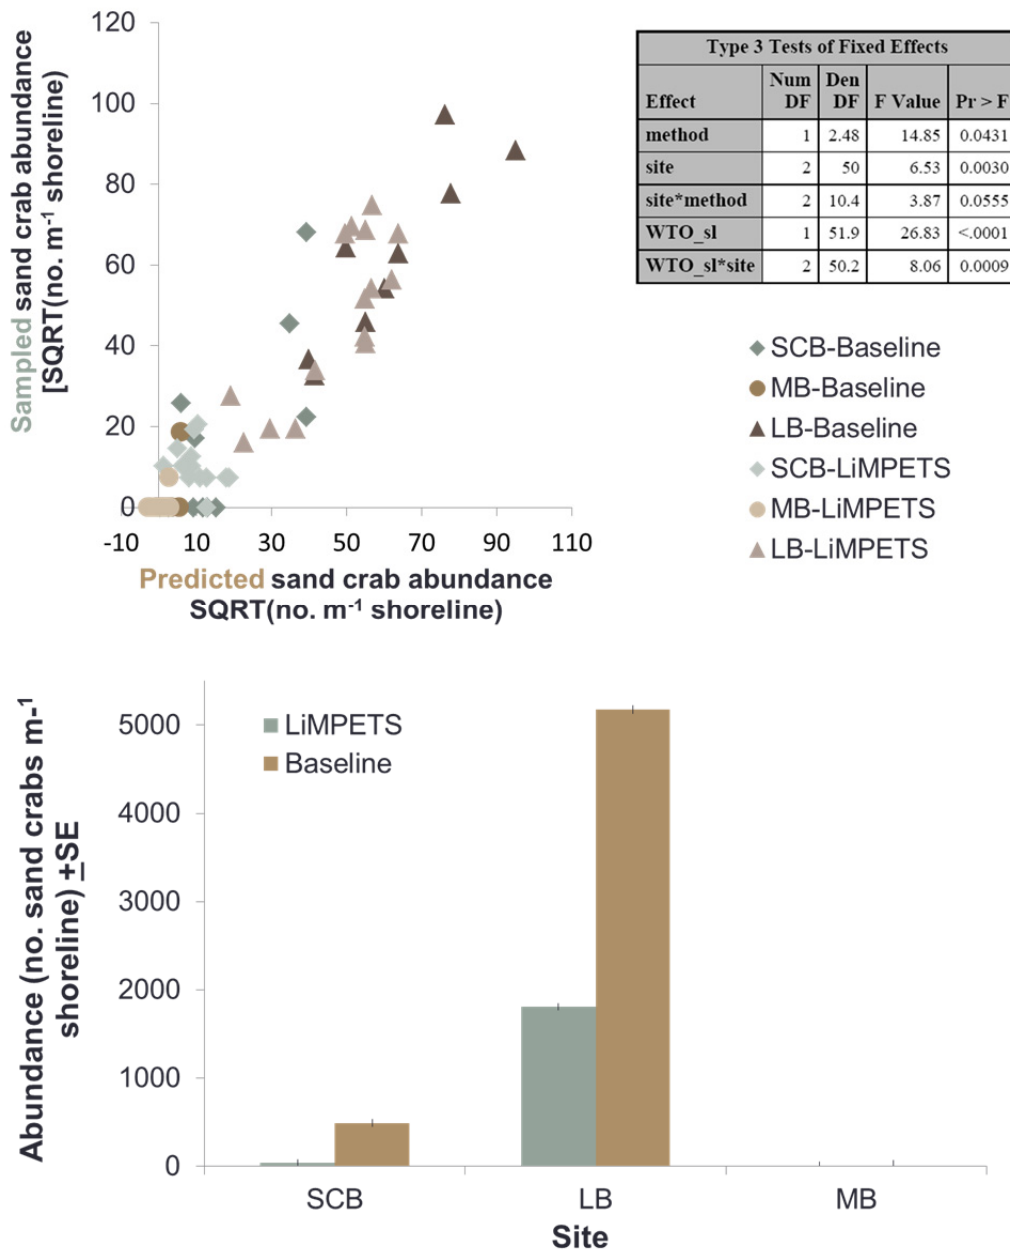 120
100
80
60
40
20
0
Sampled sand crab abundance
[SQRT(no. m-1 shoreline)
-10 10 30 50 70 90 110
Predicted sand crab abundance
SQRT(no. m-1 shoreline)
Type 3 Tests of Fixed Effects
Effect Num DF Den DF F Value Pr > F
method 1 2.48 14.85 0.0431
site 2 50 6.53 0.0030
site*method 2 10.4 3.87 0.0555
WTO_sl 1 51.9 26.83 <.0001
WTO_sl*site 2 50.2 8.06 0.0009
SCB-Baseline
MB-Baseline
LB-Baseline
SCB-LiMPETS
MB-LiMPETS
LB-LiMPETS
Abundance (no. sand crabs m-1
shoreline) ±SE
5000
4000
3000
2000
1000
0
LiMPETS
Baseline
SCB LB MB
Site